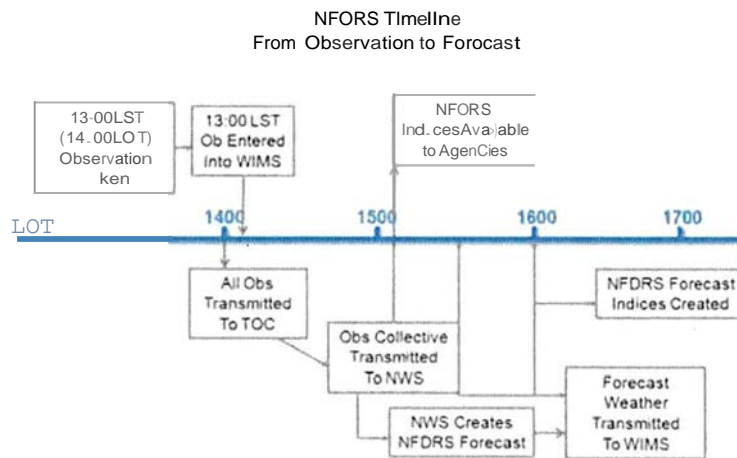 NFORS TImelIne
From Observation to Forocast
13-00LST
(14.00LOT)
Observation
ken
13:00 LST
Ob Entered
Into WIMS
NFORS
Ind.cesAva›)able
to AgenCies
LOT
1400
1500
1600
1700
All Obs
Transmitted
To TOC
Obs Collective
Transmitted
To NWS
NWS Creates
NFDRS Forecast
NFDRS Forecast
Indices Created
Forecast
Weather
Transmitted
To WIMS